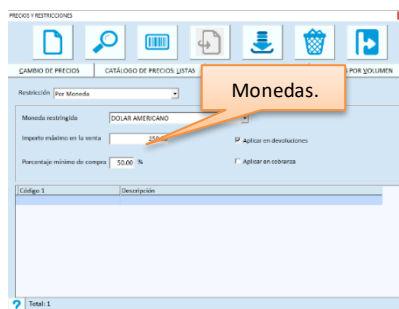 PRECIOS Y RESTRICCIONES
CAMBIO DE PRECIOS CATÁLOGO DE PRECIOS: LISTAS POR VOLUMEN
Monedas.
Restricción Por Moneda
Moneda restringida DOLAR AMERICANO
Importe máximo en la venta Aplicar en devoluciones
Porcentaje mínimo de compra 50.00 % Aplicar en cobranza
Código 1 Descripción
? Total: 1